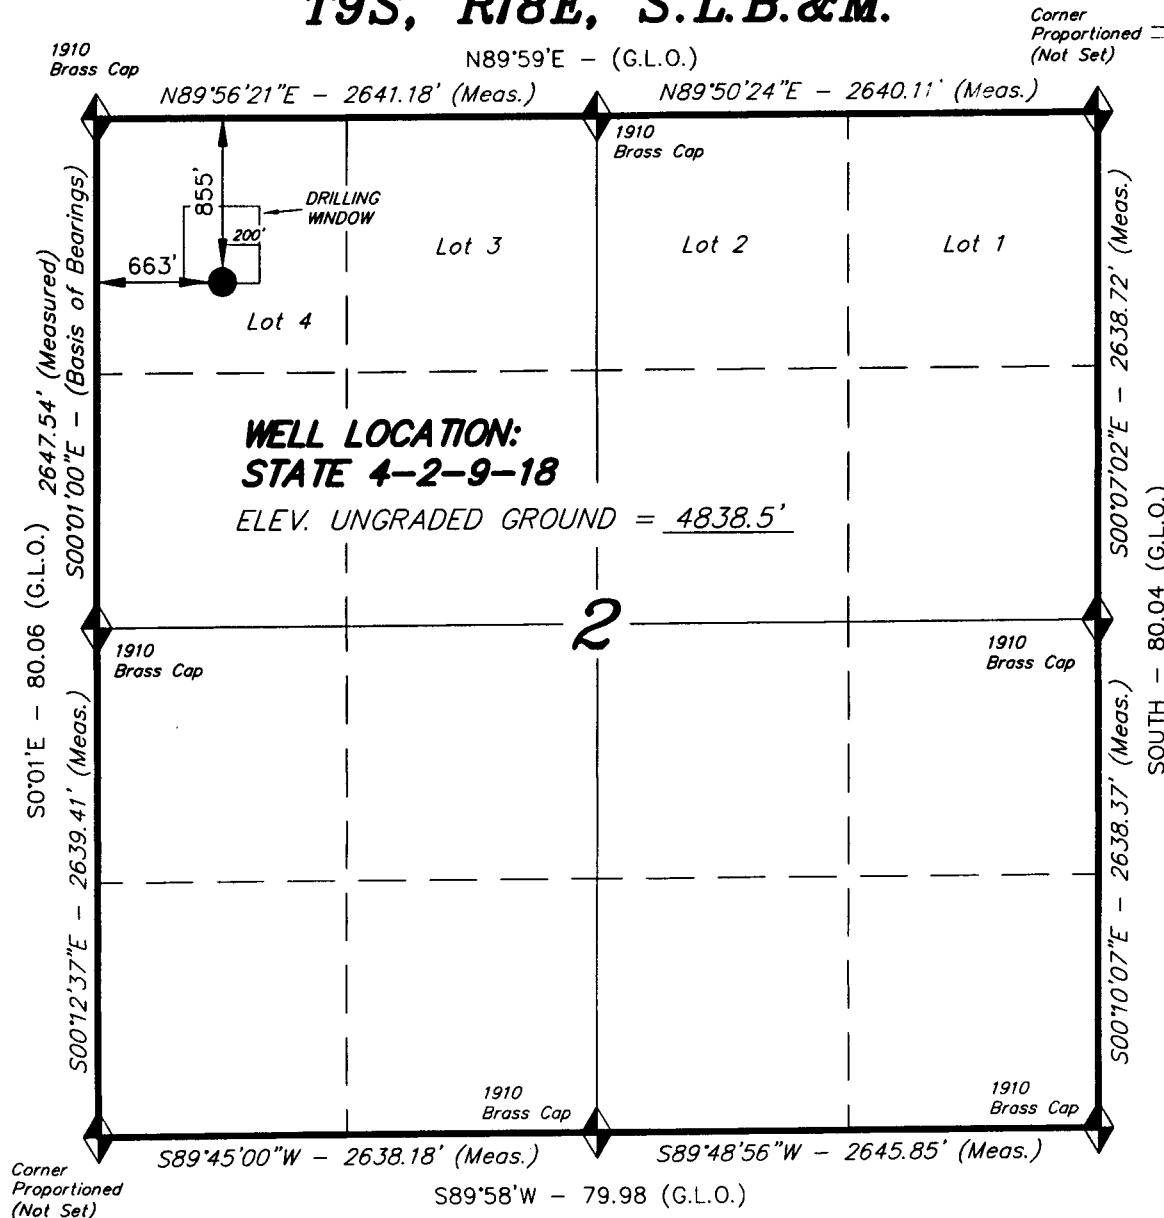 T9S, R18E, S.L.B.&M.
Corner
Proportioned
(Not Set)
1910
Brass Cap
N89°59'E - (G.L.O.)
N89°56'21"E - 2641.18' (Meas.)
N89°50'24"E - 2640.11' (Meas.)
1910
Brass Cap
855'
DRILLING
WINDOW
200'
663'
Lot 4
Lot 3
Lot 2
Lot 1
WELL LOCATION:
STATE 4-2-9-18
ELEV. UNGRADED GROUND = 4838.5'
S0°01'E - 80.06 (G.L.O.)
2647.54' (Measured)
S00°01'00"E - (Basis of Bearings)
S00°07'02"E - 2638.72' (Meas.)
SOUTH - 80.04 (G.L.O.)
2
1910
Brass Cap
1910
Brass Cap
S00°12'37"E - 2639.41' (Meas.)
S00°10'07"E - 2638.37' (Meas.)
1910
Brass Cap
1910
Brass Cap
S89°45'00"W - 2638.18' (Meas.)
S89°48'56"W - 2645.85' (Meas.)
Corner
Proportioned
(Not Set)
S89°58'W - 79.98 (G.L.O.)